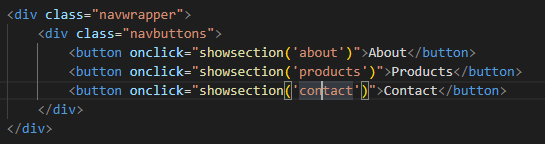 <div class="navwrapper">
<div class="navbuttons">
<button onclick="showsection('about')">About</button>
<button onclick="showsection('products')">Products</button>
<button onclick="showsection('contact')">Contact</button>
</div>
</div>